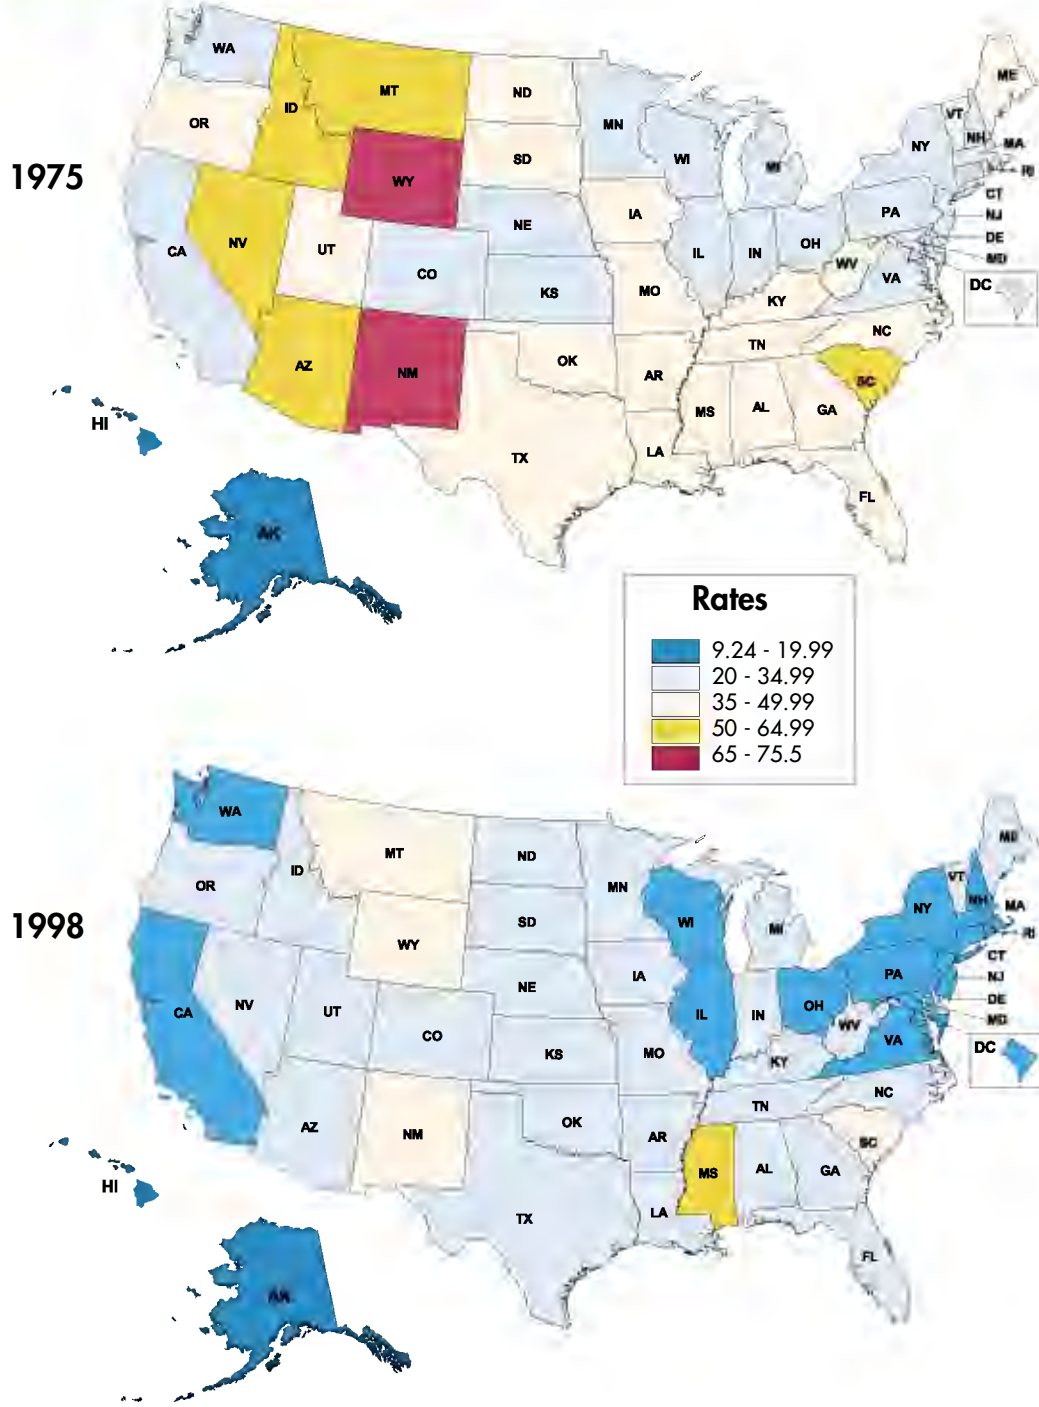 1975
WA
MT
ND
ID
OR
MN
SD
WI
MI
NY
VT
ME
NH
MA
RI
CT
NJ
DE
MD
DC
WY
NE
IA
PA
NV
UT
CA
CO
KS
IL
IN
OH
WV
VA
MO
KY
NC
TN
AZ
NM
OK
AR
SC
MS
AL
GA
TX
LA
FL
HI
AK
Rates
9.24 - 19.99
20 - 34.99
35 - 49.99
50 - 64.99
65 - 75.5
1998
WA
MT
ND
ID
OR
MN
SD
WI
MI
NY
VT
ME
NH
MA
RI
CT
NJ
DE
MD
DC
WY
NE
IA
PA
NV
UT
CA
CO
KS
IL
IN
OH
WV
VA
MO
KY
NC
TN
AZ
NM
OK
AR
SC
MS
AL
GA
TX
LA
FL
HI
AK